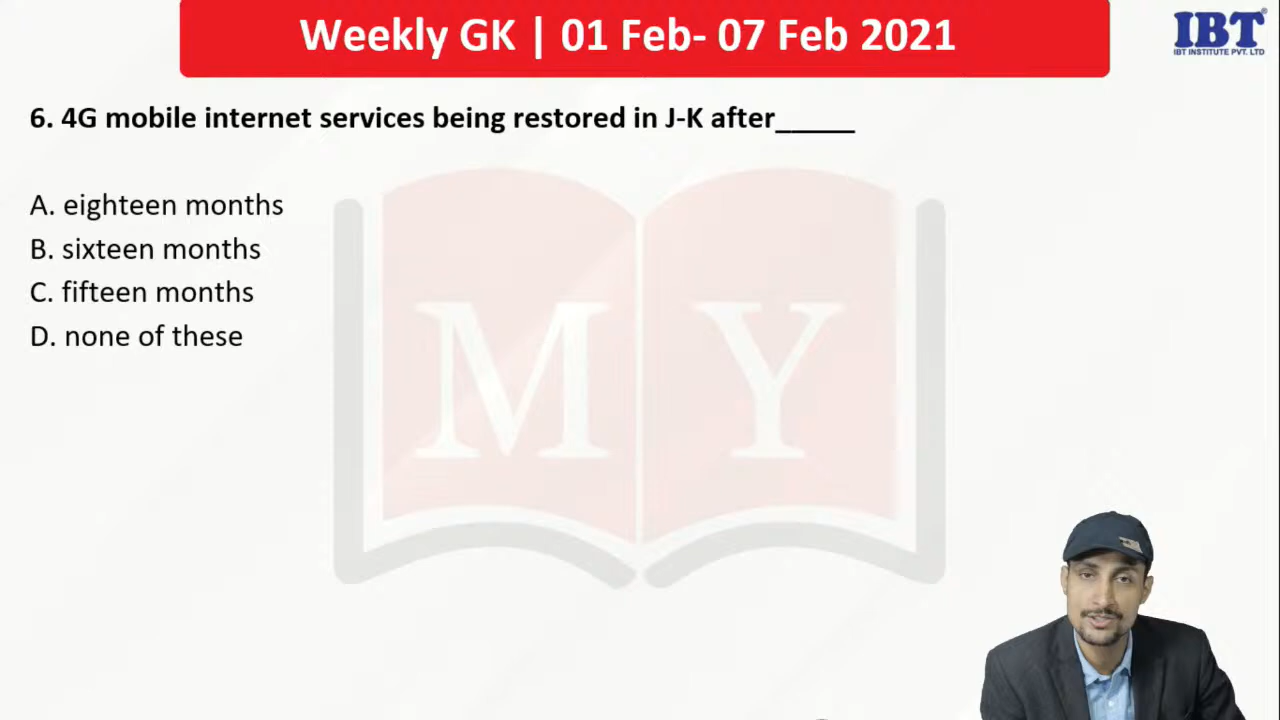 Weekly GK | 01 Feb- 07 Feb 2021
IBT
IBT INSTITUTE PVT. LTD
6. 4G mobile internet services being restored in J-K after_____
A. eighteen months
B. sixteen months
C. fifteen months
D. none of these
M Y